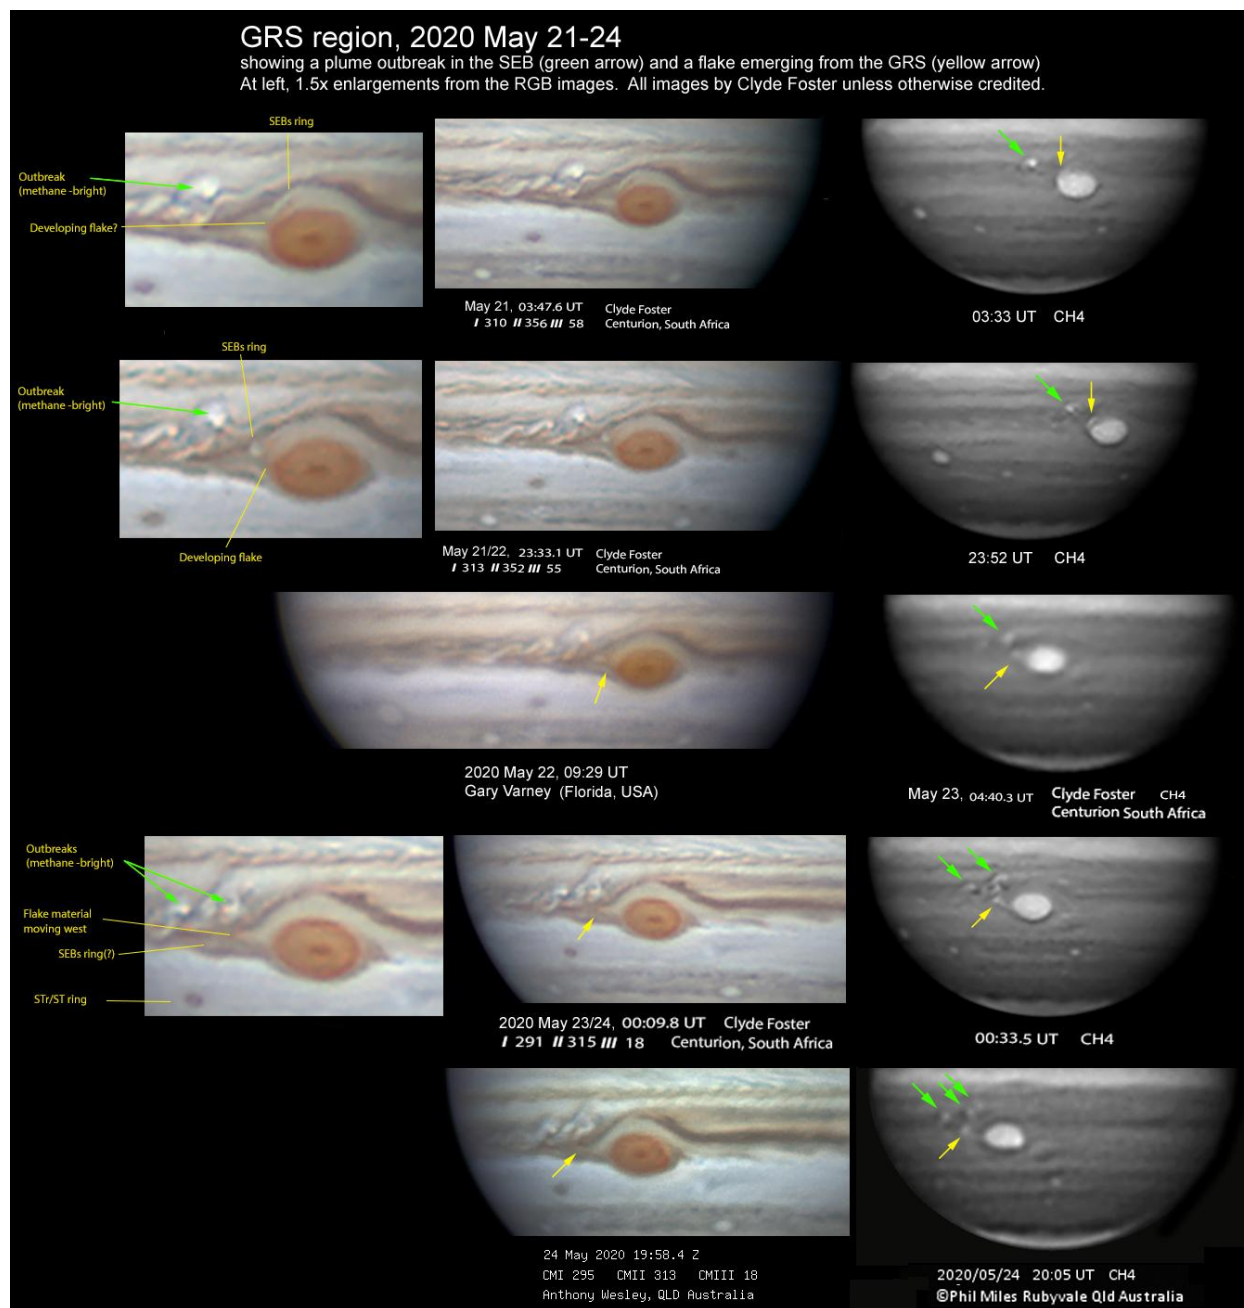 GRS region, 2020 May 21-24
showing a plume outbreak in the SEB (green arrow) and a flake emerging from the GRS (yellow arrow)
At left, 1.5x enlargements from the RGB images. All images by Clyde Foster unless otherwise credited.
SEBs ring
Outbreak
(methane -bright)
Developing flake?
May 21, 03:47.6 UT Clyde Foster
I 310 II 356 III 58 Centurion, South Africa
03:33 UT CH4
SEBs ring
Outbreak
(methane -bright)
Developing flake
May 21/22, 23:33.1 UT Clyde Foster
I 313 II 352 III 55 Centurion, South Africa
23:52 UT CH4
2020 May 22, 09:29 UT
Gary Varney (Florida, USA)
May 23, 04:40.3 UT Clyde Foster CH4
Centurion South Africa
Outbreaks
(methane -bright)
Flake material
moving west
SEBs ring(?)
STr/ST ring
2020 May 23/24, 00:09.8 UT Clyde Foster
I 291 II 315 III 18 Centurion, South Africa
00:33.5 UT CH4
24 May 2020 19:58.4 Z
CMI 295 CMII 313 CMIII 18
Anthony Wesley, QLD Australia
2020/05/24 20:05 UT CH4
©Phil Miles Rubyvale Qld Australia